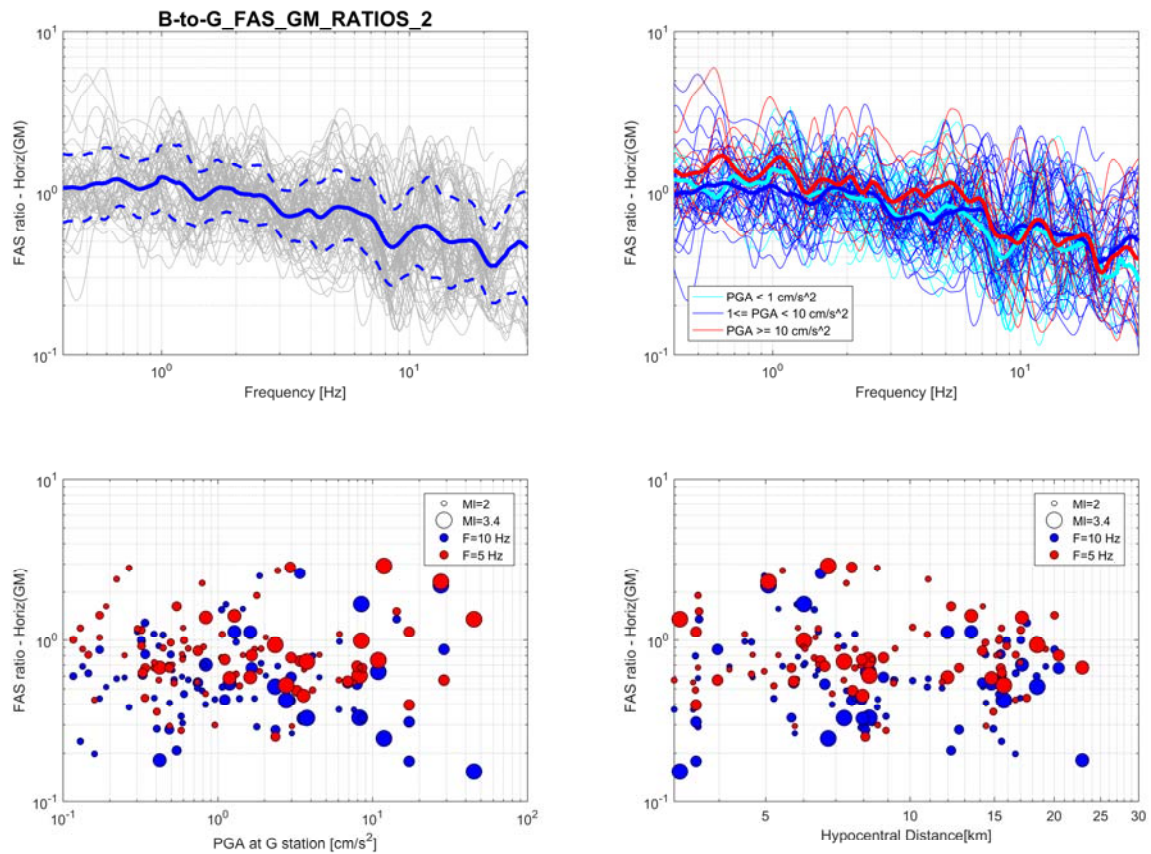 B-to-G_FAS_GM_RATIOS_2
10^1
10^0
10^-1
FAS ratio - Horiz(GM)
10^0
10^1
Frequency [Hz]
10^1
10^0
10^-1
FAS ratio - Horiz(GM)
PGA < 1 cm/s^2
1<= PGA < 10 cm/s^2
PGA >= 10 cm/s^2
10^0
10^1
Frequency [Hz]
10^1
10^0
10^-1
FAS ratio - Horiz(GM)
Ml=2
Ml=3.4
F=10 Hz
F=5 Hz
10^-1
10^0
10^1
10^2
PGA at G station [cm/s^2]
10^1
10^0
10^-1
FAS ratio - Horiz(GM)
Ml=2
Ml=3.4
F=10 Hz
F=5 Hz
5
10
15
20
25
30
Hypocentral Distance[km]